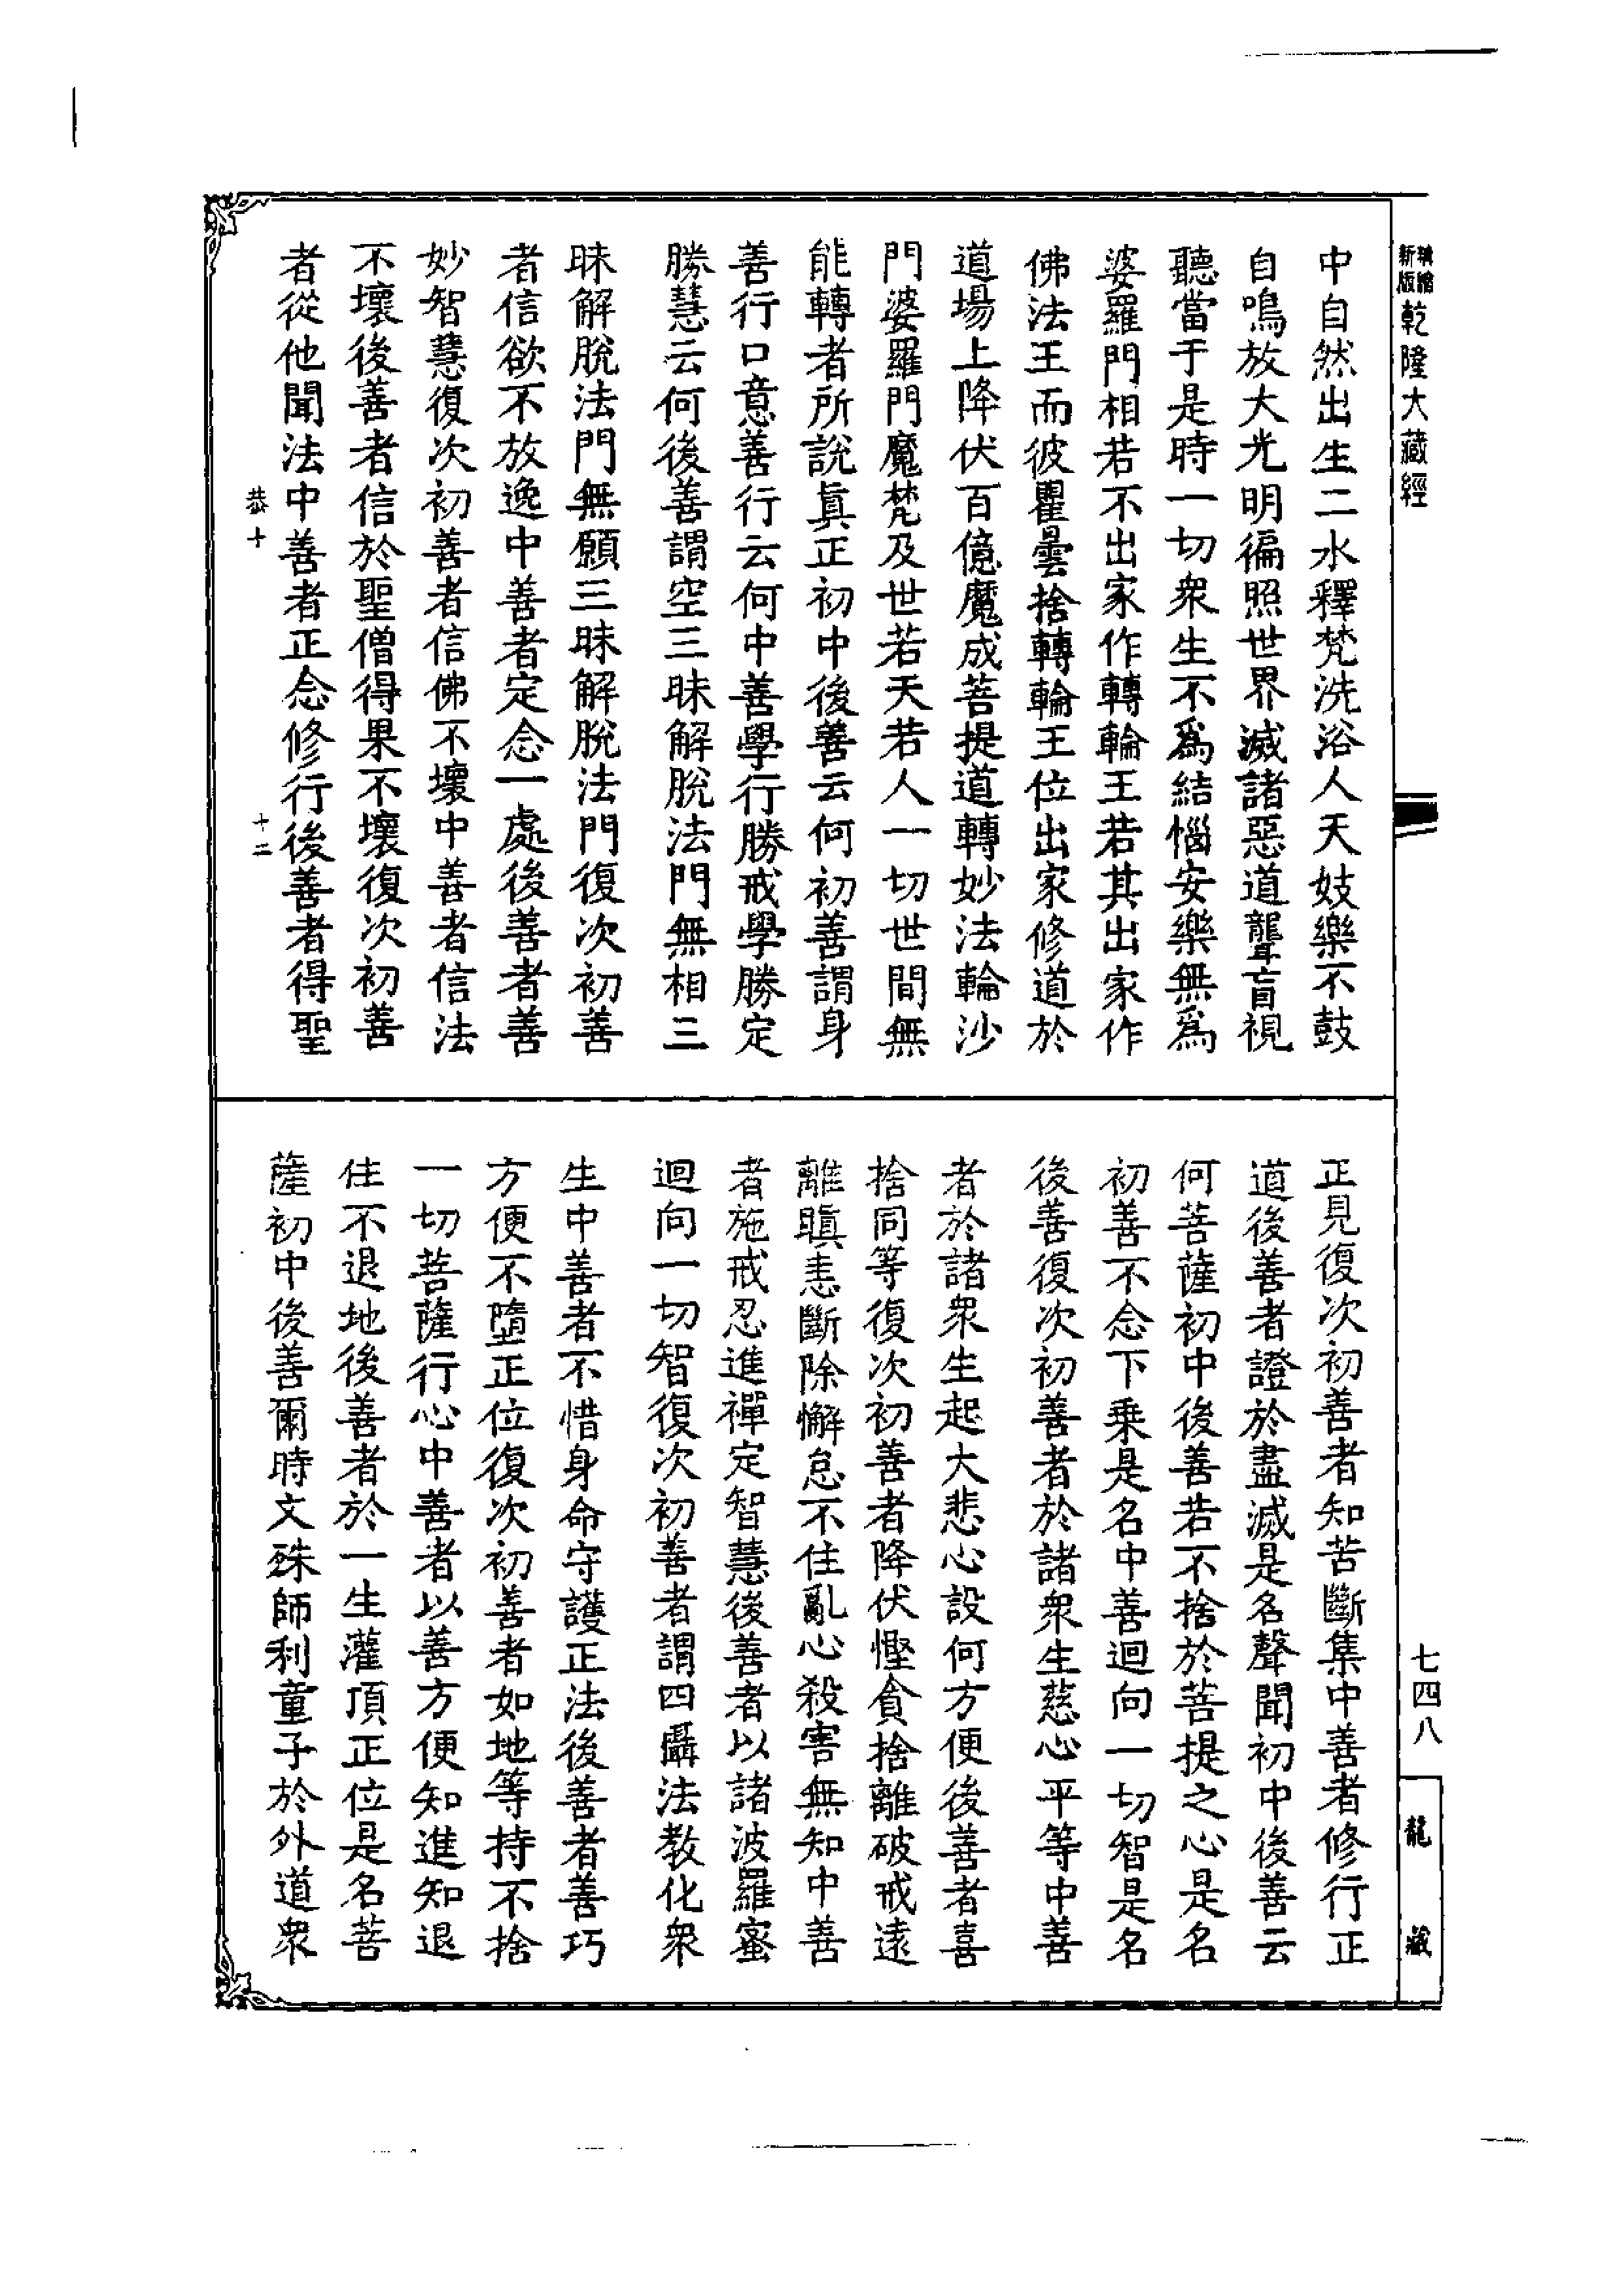 新版精繪乾隆大藏經
中自然出生二水釋梵洗浴人天妓樂不鼓
自鳴放大光明徧照世界滅諸惡道聾盲視
聽當于是時一切衆生不爲結惱安樂無爲
婆羅門相若不出家作轉輪王若其出家作
佛法王而彼瞿曇捨轉輪王位出家修道於
道場上降伏百億魔成菩提道轉妙法輪沙
門婆羅門魔梵及世若天若人一切世間無
能轉者所說眞正初中後善云何初善謂身
善行口意善行云何中善學行勝戒學勝定
勝慧云何後善謂空三昧解脫法門無相三
昧解脫法門無願三昧解脫法門復次初善
者信欲不放逸中善者定念一處後善者善
妙智慧復次初善者信佛不壞中善者信法
不壞後善者信於聖僧得果不壞復次初善
者從他聞法中善者正念修行後善者得聖
恭十
十二
正見復次初善者知苦斷集中善者修行正
道後善者證於盡滅是名聲聞初中後善云
何菩薩初中後善若不捨於菩提之心是名
初善不念下乘是名中善迴向一切智是名
後善復次初善者於諸衆生慈心平等中善
者於諸衆生起大悲心設何方便後善者喜
捨同等復次初善者降伏慳貪捨離破戒遠
離瞋恚斷除懈怠不住亂心殺害無知中善
者施戒忍進禪定智慧後善者以諸波羅蜜
迴向一切智復次初善者謂四攝法教化衆
生中善者不惜身命守護正法後善者善巧
方便不墮正位復次初善者如地等持不捨
一切菩薩行心中善者以善方便知進知退
住不退地後善者於一生灌頂正位是名菩
薩初中後善爾時文殊師利童子於外道衆
七四八
龍藏